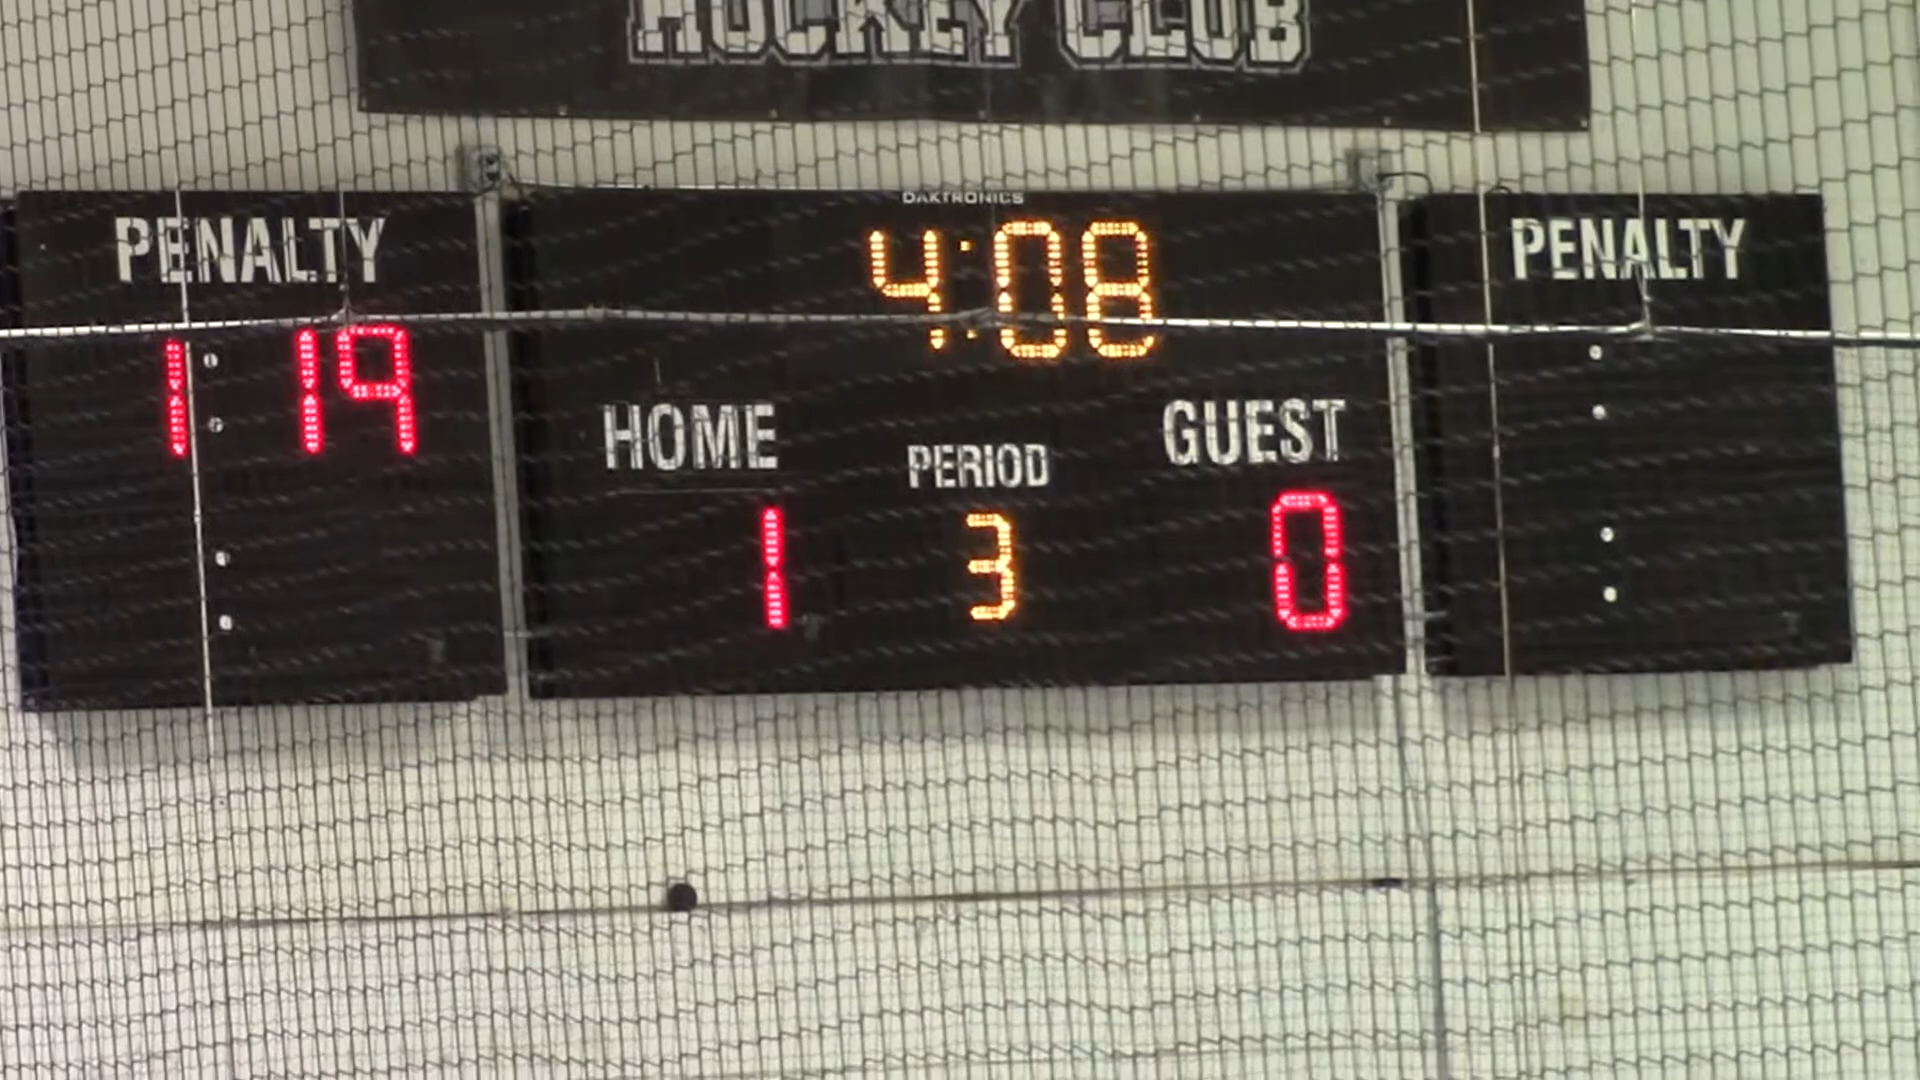 HOCKEY CLUB
DAKTRONICS
PENALTY
4:08
PENALTY
1:19
HOME
PERIOD
GUEST
1
3
0